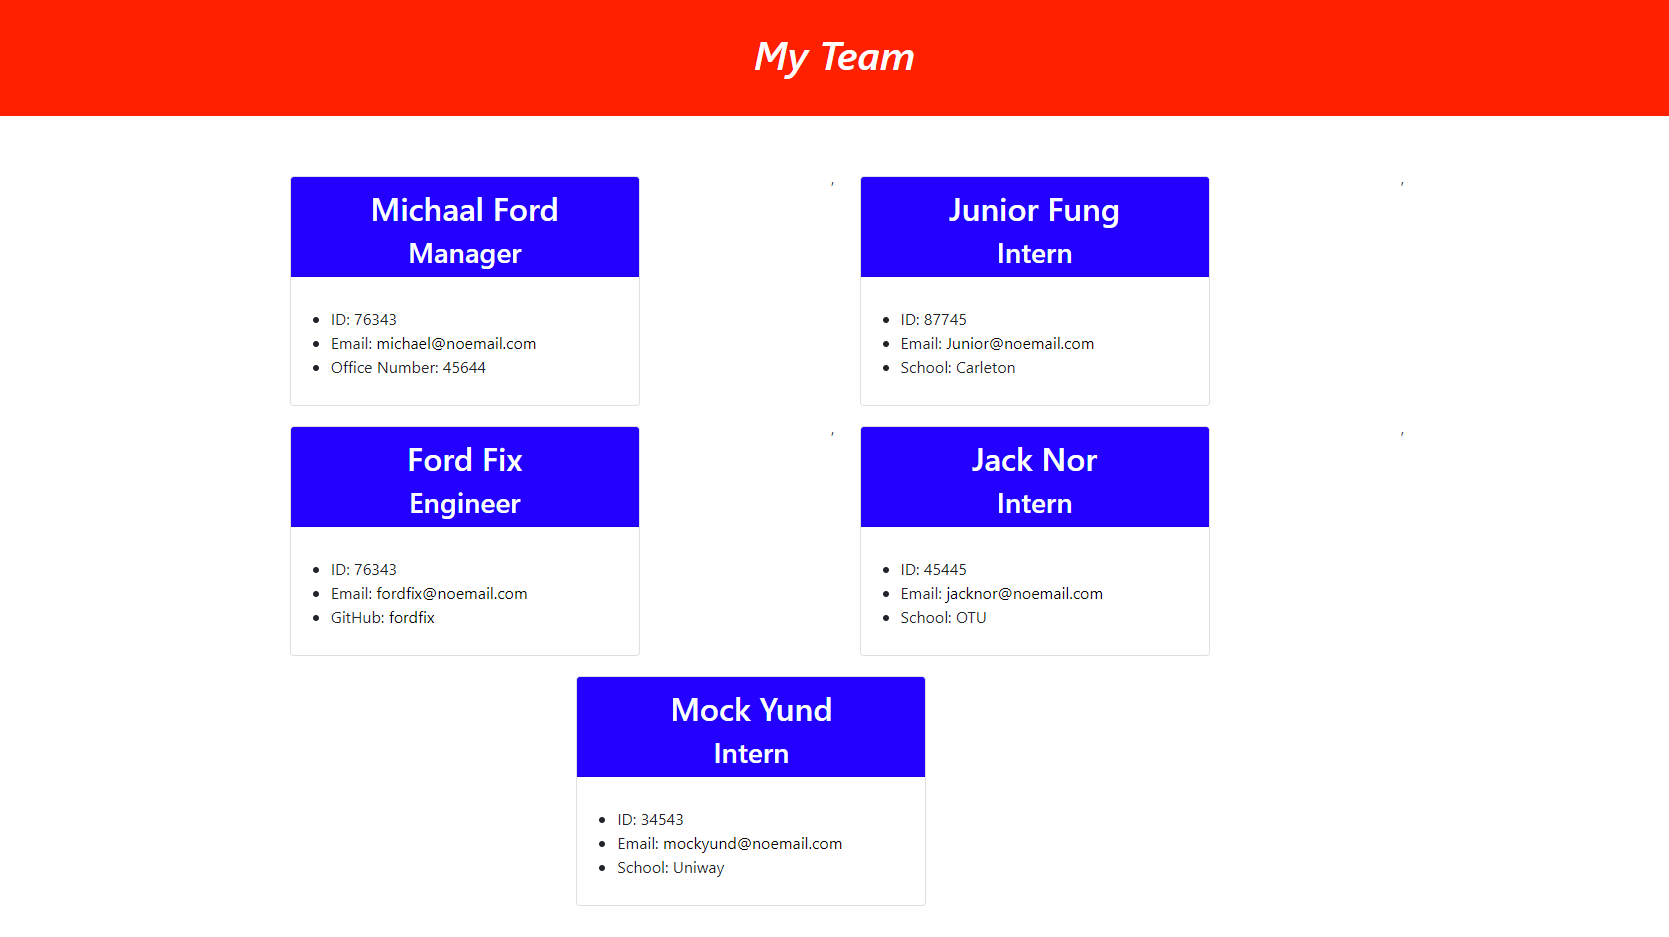 My Team
Michaal Ford
Manager
ID: 76343
Email: michael@noemail.com
Office Number: 45644
,
Junior Fung
Intern
ID: 87745
Email: Junior@noemail.com
School: Carleton
,
Ford Fix
Engineer
ID: 76343
Email: fordfix@noemail.com
GitHub: fordfix
,
Jack Nor
Intern
ID: 45445
Email: jacknor@noemail.com
School: OTU
,
Mock Yund
Intern
ID: 34543
Email: mockyund@noemail.com
School: Uniway